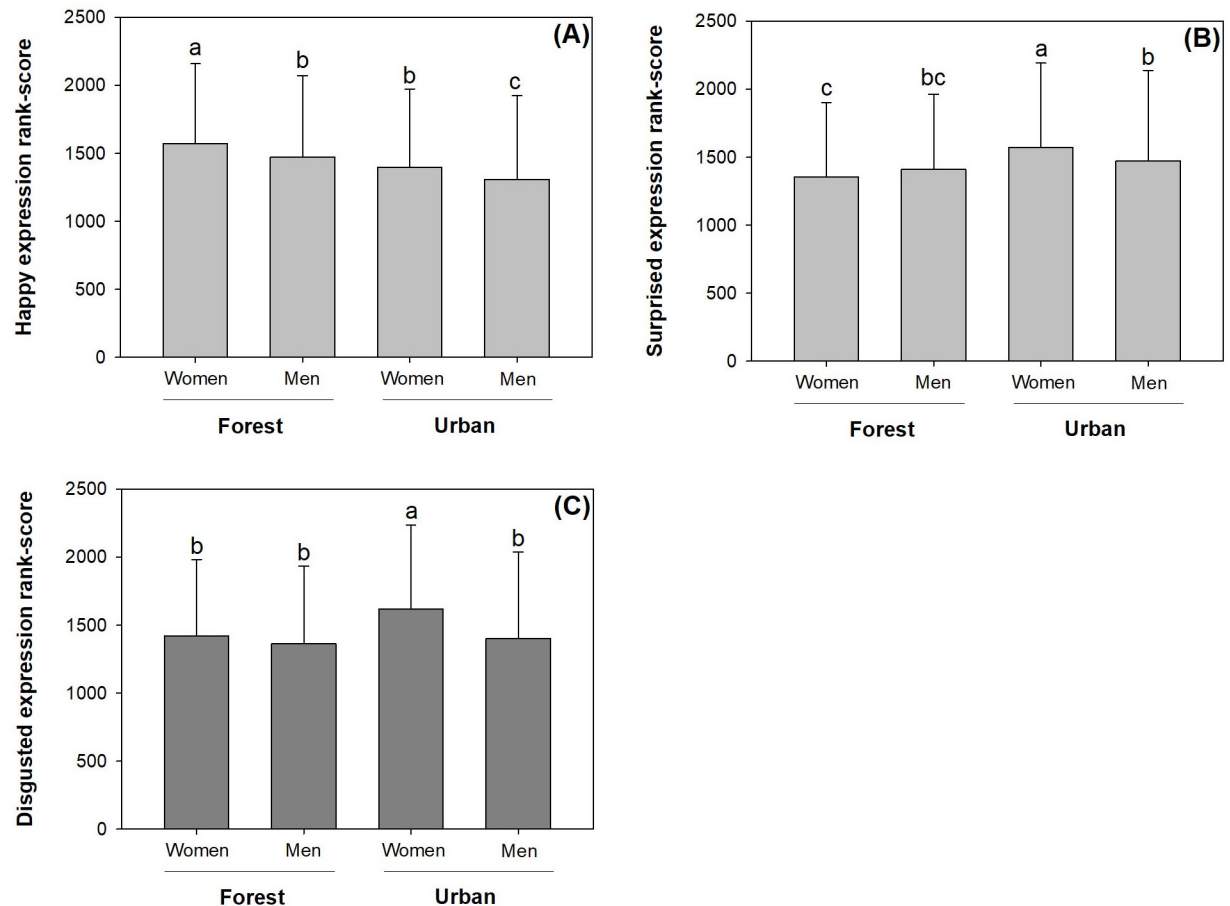 Happy expression rank-score
2500
2000
1500
1000
500
0
(A)
a
b
b
c
Women Men Women Men
Forest Urban
Surprised expression rank-score
2500
2000
1500
1000
500
0
(B)
c
bc
a
b
Women Men Women Men
Forest Urban
Disgusted expression rank-score
2500
2000
1500
1000
500
0
(C)
b
b
a
b
Women Men Women Men
Forest Urban